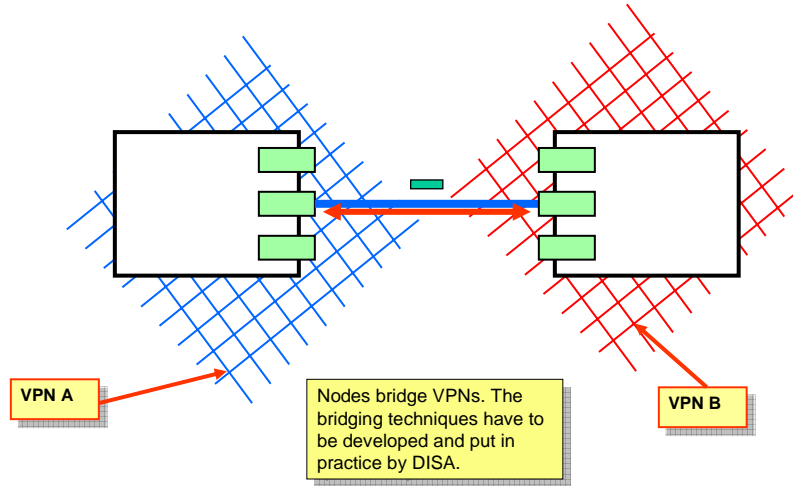 VPN A
Nodes bridge VPNs. The
bridging techniques have to
be developed and put in
practice by DISA.
VPN B